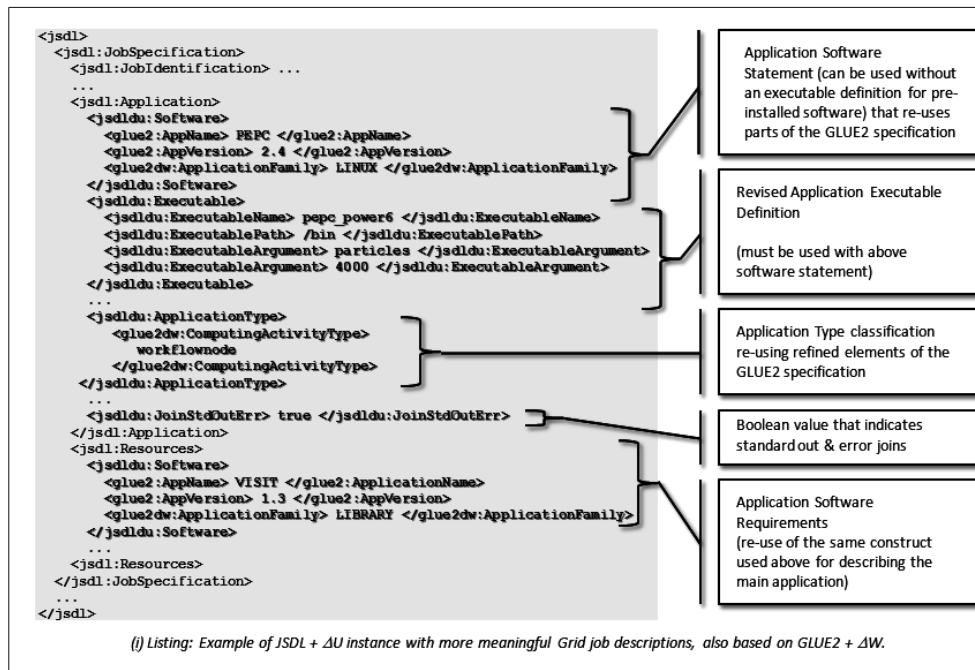 <jsdl>
<jsdl:JobSpecification>
<jsdl:JobIdentification> ...
...
<jsdl:Application>
<jsdldu:Software>
<glue2:AppName> PEPC </glue2:AppName>
<glue2:AppVersion> 2.4 </glue2:AppVersion>
<glue2dw:ApplicationFamily> LINUX </glue2dw:ApplicationFamily>
</jsdldu:Software>
<jsdldu:Executable>
<jsdldu:ExecutableName> pepc_power6 </jsdldu:ExecutableName>
<jsdldu:ExecutablePath> /bin </jsdldu:ExecutablePath>
<jsdldu:ExecutableArgument> particles </jsdldu:ExecutableArgument>
<jsdldu:ExecutableArgument> 4000 </jsdldu:ExecutableArgument>
</jsdldu:Executable>
...
<jsdldu:ApplicationType>
<glue2dw:ComputingActivityType>
workflownode
</glue2dw:ComputingActivityType>
</jsdldu:ApplicationType>
...
<jsdldu:JoinStdOutErr> true </jsdldu:JoinStdOutErr>
</jsdl:Application>
<jsdl:Resources>
<jsdldu:Software>
<glue2:AppName> VISIT </glue2:ApplicationName>
<glue2:AppVersion> 1.3 </glue2:AppVersion>
<glue2dw:ApplicationFamily> LIBRARY </glue2dw:ApplicationFamily>
</jsdldu:Software>
...
<jsdl:Resources>
</jsdl:JobSpecification>
...
</jsdl>
Application Software
Statement (can be used without
an executable definition for pre-
installed software) that re-uses
parts of the GLUE2 specification
Revised Application Executable
Definition
(must be used with above
software statement)
Application Type classification
re-using refined elements of the
GLUE2 specification
Boolean value that indicates
standard out & error joins
Application Software
Requirements
(re-use of the same construct
used above for describing the
main application)
(i) Listing: Example of JSDL + ΔU instance with more meaningful Grid job descriptions, also based on GLUE2 + ΔW.